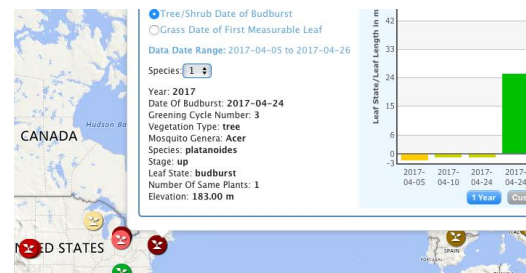 Tree/Shrub Date of Budburst
Grass Date of First Measurable Leaf
Data Date Range: 2017-04-05 to 2017-04-26
Species: 1
Year: 2017
Date Of Budburst: 2017-04-24
Greening Cycle Number: 3
Vegetation Type: tree
Mosquito Genera: Acer
Species: platanoides
Stage: up
Leaf State: budburst
Number Of Same Plants: 1
Elevation: 183.00 m
Leaf State/Leaf Length in m
42
33
24
15
6
0
-3
2017-04-05
2017-04-10
2017-04-24
2017-04-24
1 Year
Cus
CANADA
Hudson Ba
ED STATES
SPAIN